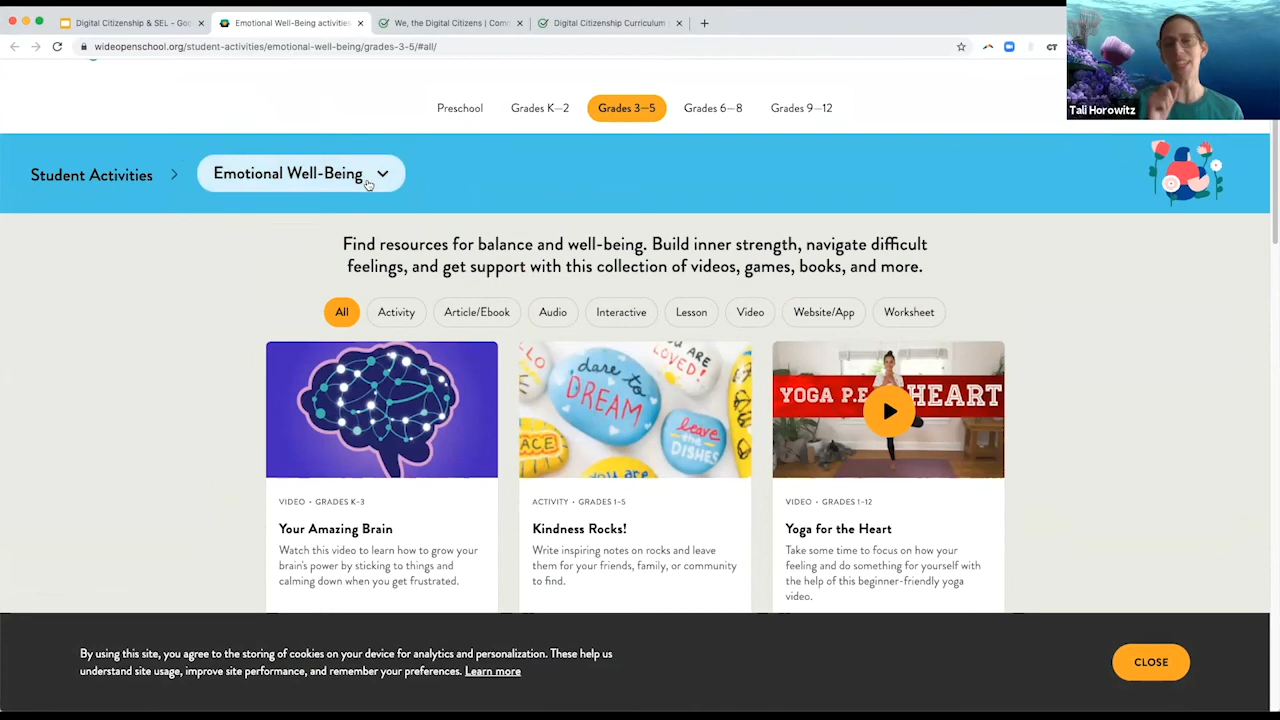 Digital Citizenship & SEL - Goo
Emotional Well-Being activities
We, the Digital Citizens | Com
Digital Citizenship Curriculum
wideopenschool.org/student-activities/emotional-well-being/grades-3-5/#all/
CT
Tali Horowitz
Preschool
Grades K—2
Grades 3—5
Grades 6—8
Grades 9—12
Student Activities
Emotional Well-Being
Find resources for balance and well-being. Build inner strength, navigate difficult
feelings, and get support with this collection of videos, games, books, and more.
All
Activity
Article/Ebook
Audio
Interactive
Lesson
Video
Website/App
Worksheet
dare to
DREAM
ARE
LOVED!
leave
the
DISHES
YOU ARE
YOGA P.E.
HEART
VIDEO • GRADES K-3
Your Amazing Brain
Watch this video to learn how to grow your
brain's power by sticking to things and
calming down when you get frustrated.
ACTIVITY • GRADES 1-5
Kindness Rocks!
Write inspiring notes on rocks and leave
them for your friends, family, or community
to find.
VIDEO • GRADES 1-12
Yoga for the Heart
Take some time to focus on how your
feeling and do something for yourself with
the help of this beginner-friendly yoga
video.
By using this site, you agree to the storing of cookies on your device for analytics and personalization. These help us
understand site usage, improve site performance, and remember your preferences. Learn more
CLOSE